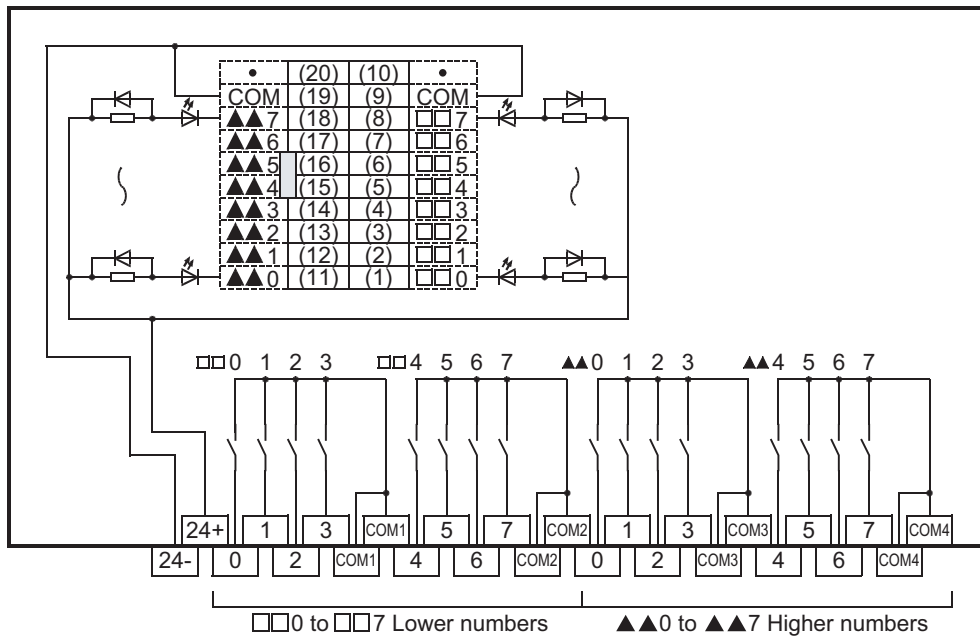 • (20) (10) •
COM (19) (9) COM
▲▲7 (18) (8) □□7
▲▲6 (17) (7) □□6
▲▲5 (16) (6) □□5
▲▲4 (15) (5) □□4
▲▲3 (14) (4) □□3
▲▲2 (13) (3) □□2
▲▲1 (12) (2) □□1
▲▲0 (11) (1) □□0
□□0 1 2 3 □□4 5 6 7 ▲▲0 1 2 3 ▲▲4 5 6 7
24+ 1 3 COM1 5 7 COM2 1 3 COM3 5 7 COM4
24- 0 2 COM1 4 6 COM2 0 2 COM3 4 6 COM4
□□0 to □□7 Lower numbers ▲▲0 to ▲▲7 Higher numbers